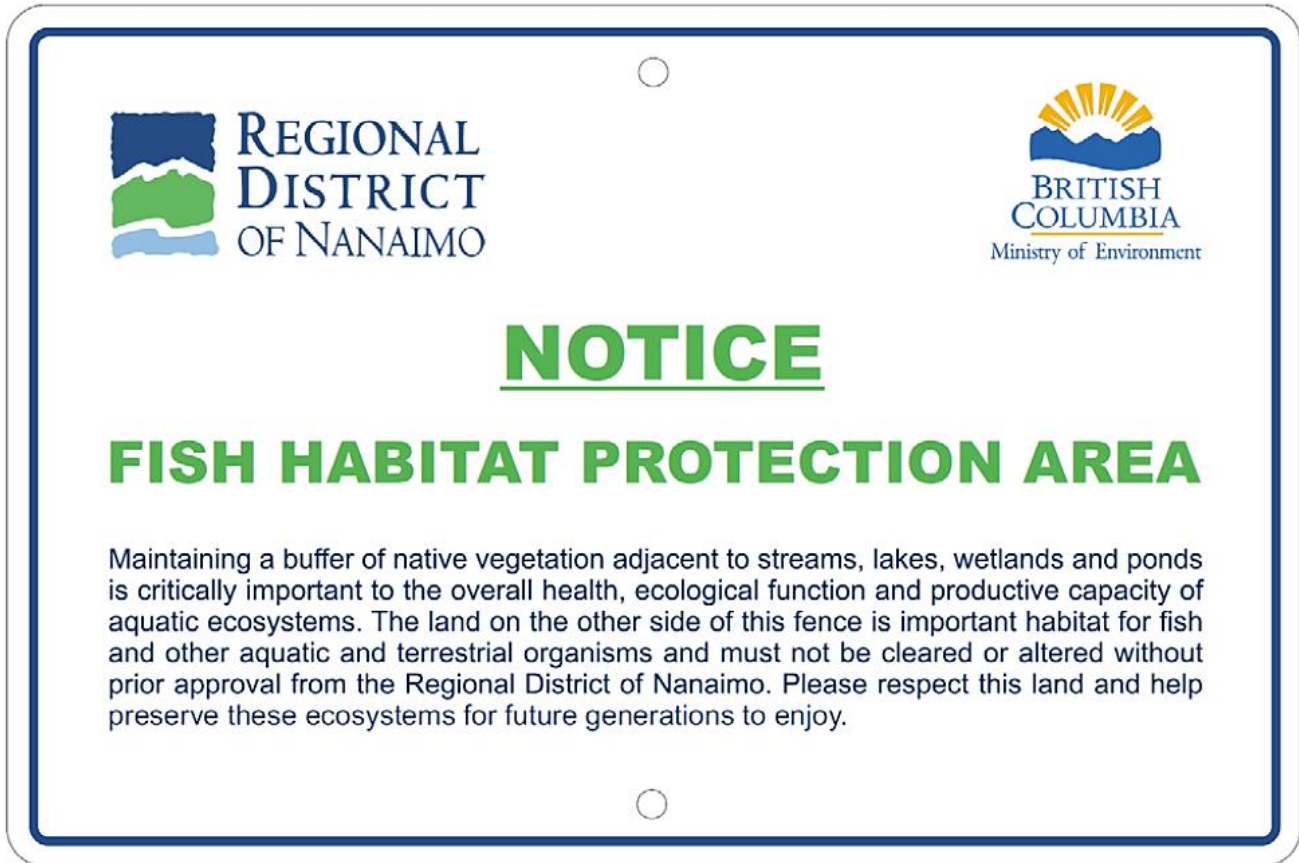 REGIONAL
DISTRICT
OF NANAIMO
BRITISH
COLUMBIA
Ministry of Environment
NOTICE
FISH HABITAT PROTECTION AREA
Maintaining a buffer of native vegetation adjacent to streams, lakes, wetlands and ponds
is critically important to the overall health, ecological function and productive capacity of
aquatic ecosystems. The land on the other side of this fence is important habitat for fish
and other aquatic and terrestrial organisms and must not be cleared or altered without
prior approval from the Regional District of Nanaimo. Please respect this land and help
preserve these ecosystems for future generations to enjoy.